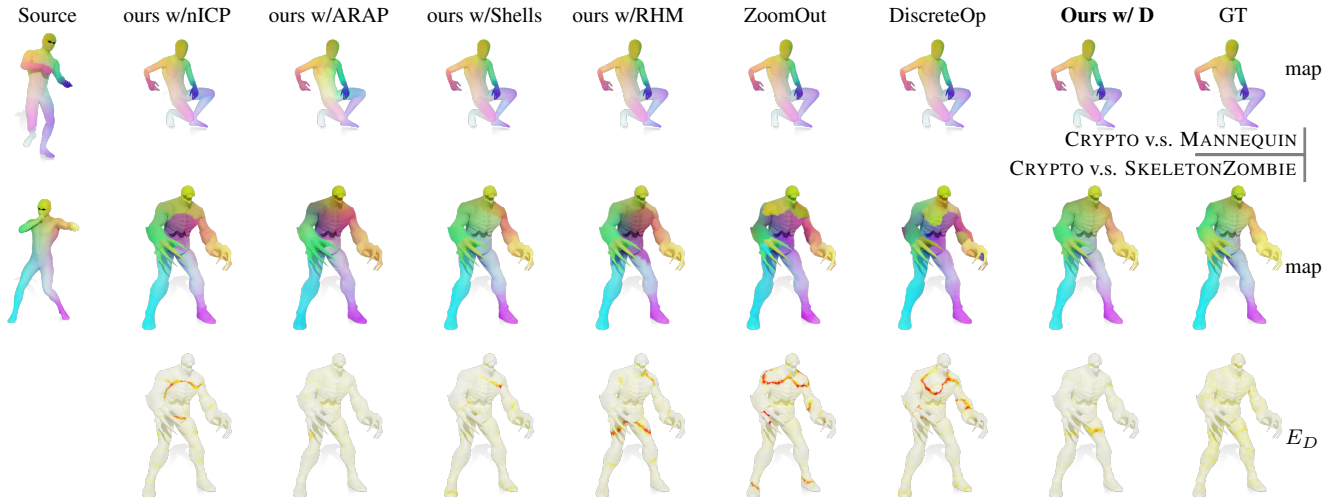 Source ours w/nICP ours w/ARAP ours w/Shells ours w/RHM ZoomOut DiscreteOp Ours w/ D GT
map
CRYPTO v.s. MANNEQUIN
CRYPTO v.s. SKELETONZOMBIE
map
E_D